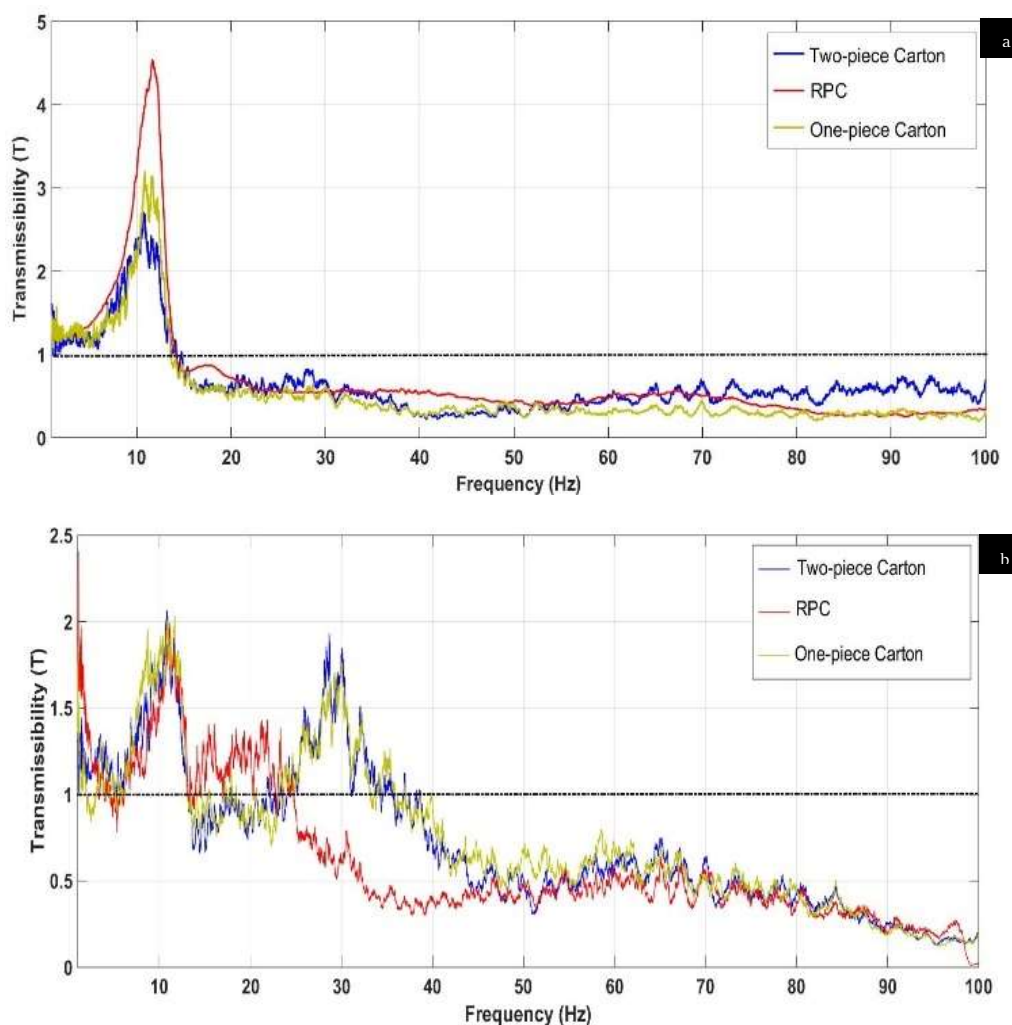 a
5
4
3
2
1
0
Transmissibility (T)
Two-piece Carton
RPC
One-piece Carton
10 20 30 40 50 60 70 80 90 100
Frequency (Hz)
b
2.5
2
1.5
1
0.5
0
Transmissibility (T)
Two-piece Carton
RPC
One-piece Carton
10 20 30 40 50 60 70 80 90 100
Frequency (Hz)